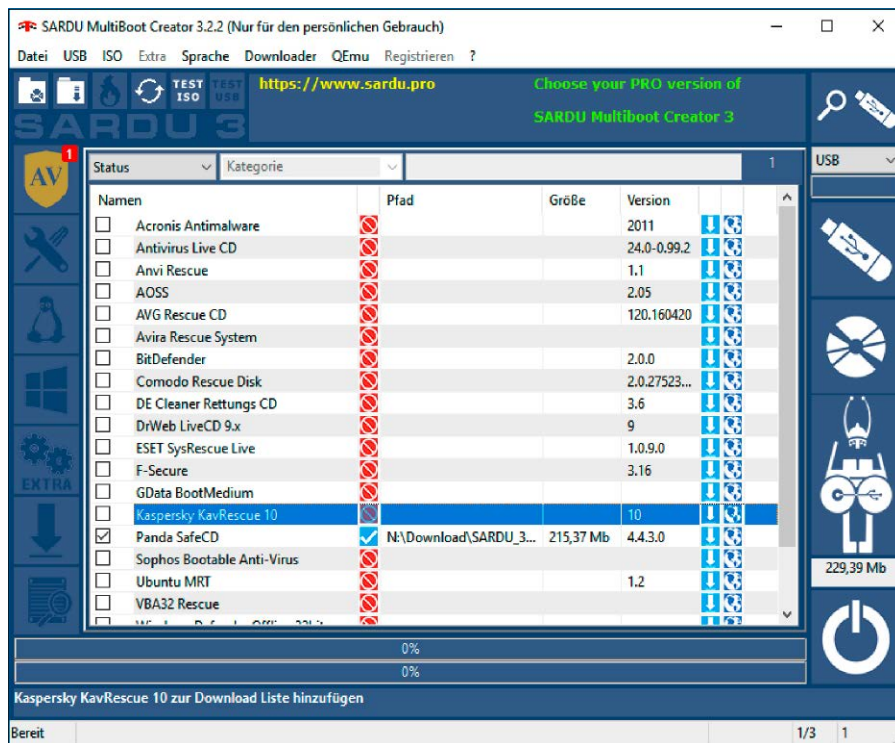 SARDU MultiBoot Creator 3.2.2 (Nur für den persönlichen Gebrauch)
Datei USB ISO Extra Sprache Downloader QEmu Registrieren ?
TEST ISO
TEST USB
https://www.sardu.pro
Choose your PRO version of
SARDU Multiboot Creator 3
SARDU 3
AV
1
Status
Kategorie
1
USB
Namen Pfad Größe Version
Acronis Antimalware 2011
Antivirus Live CD 24.0-0.99.2
Anvi Rescue 1.1
AOSS 2.05
AVG Rescue CD 120.160420
Avira Rescue System
BitDefender 2.0.0
Comodo Rescue Disk 2.0.27523...
DE Cleaner Rettungs CD 3.6
DrWeb LiveCD 9.x 9
ESET SysRescue Live 1.0.9.0
F-Secure 3.16
GData BootMedium
Kaspersky KavRescue 10 10
Panda SafeCD N:\Download\SARDU_3... 215,37 Mb 4.4.3.0
Sophos Bootable Anti-Virus
Ubuntu MRT 1.2
VBA32 Rescue
EXTRA
229,39 Mb
0%
0%
Kaspersky KavRescue 10 zur Download Liste hinzufügen
Bereit 1/3 1